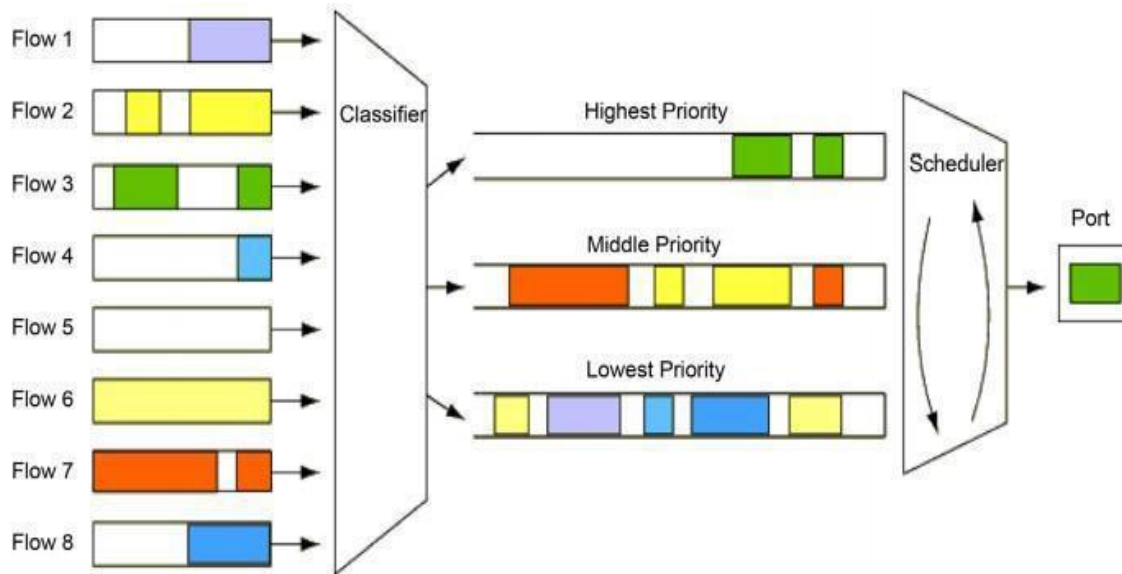 Flow 1
Flow 2
Flow 3
Flow 4
Flow 5
Flow 6
Flow 7
Flow 8
Classifier
Highest Priority
Middle Priority
Lowest Priority
Scheduler
Port